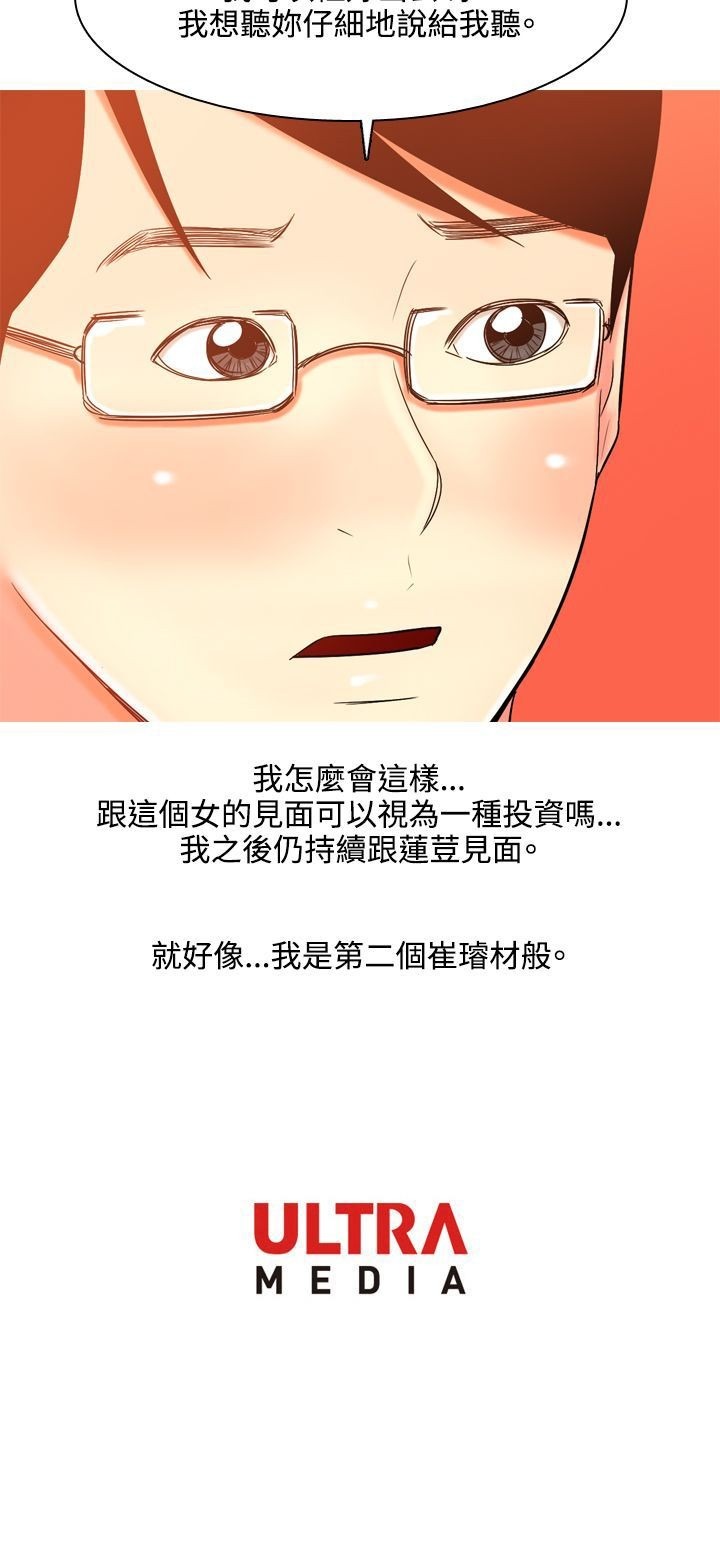 我想聽妳仔細地說給我聽。
我怎麼會這樣...
跟這個女的見面可以視為一種投資嗎...
我之後仍持續跟蓮荳見面。
就好像...我是第二個崔璿材般。
ULTRA
MEDIA